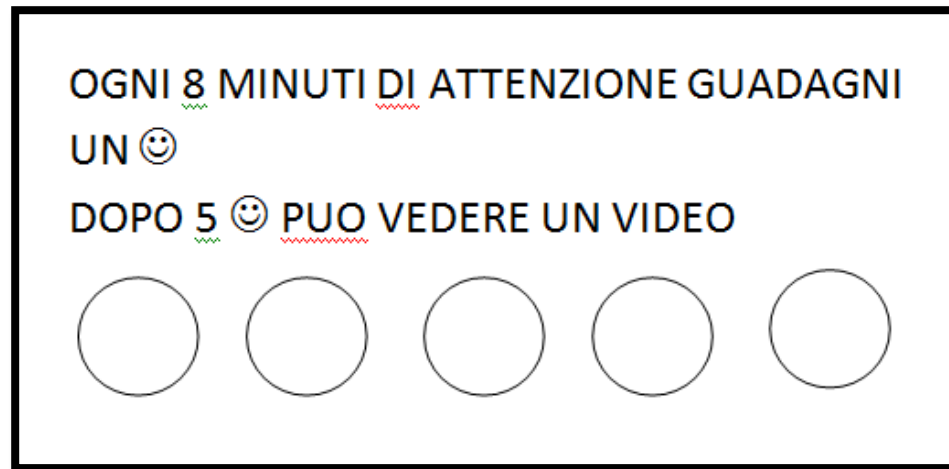 OGNI 8 MINUTI DI ATTENZIONE GUADAGNI
UN ☺
DOPO 5 ☺ PUO VEDERE UN VIDEO